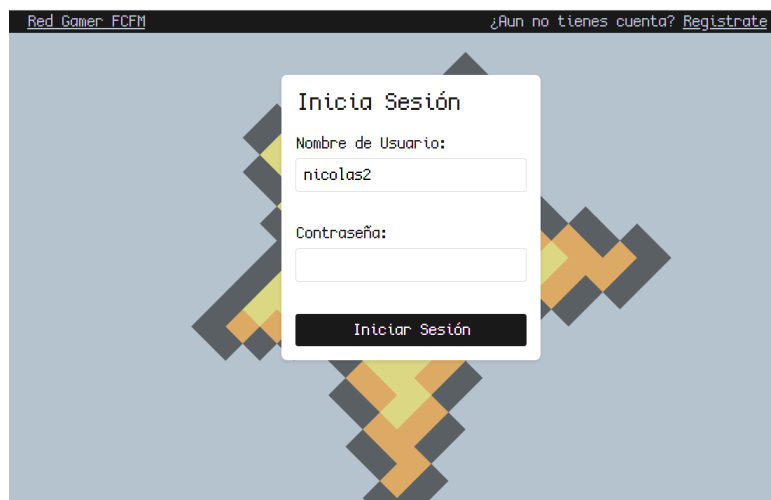 Red Gamer FCFM
¿Aun no tienes cuenta? Registrate
Inicia Sesión
Nombre de Usuario:
nicolas2
Contraseña:
Iniciar Sesión